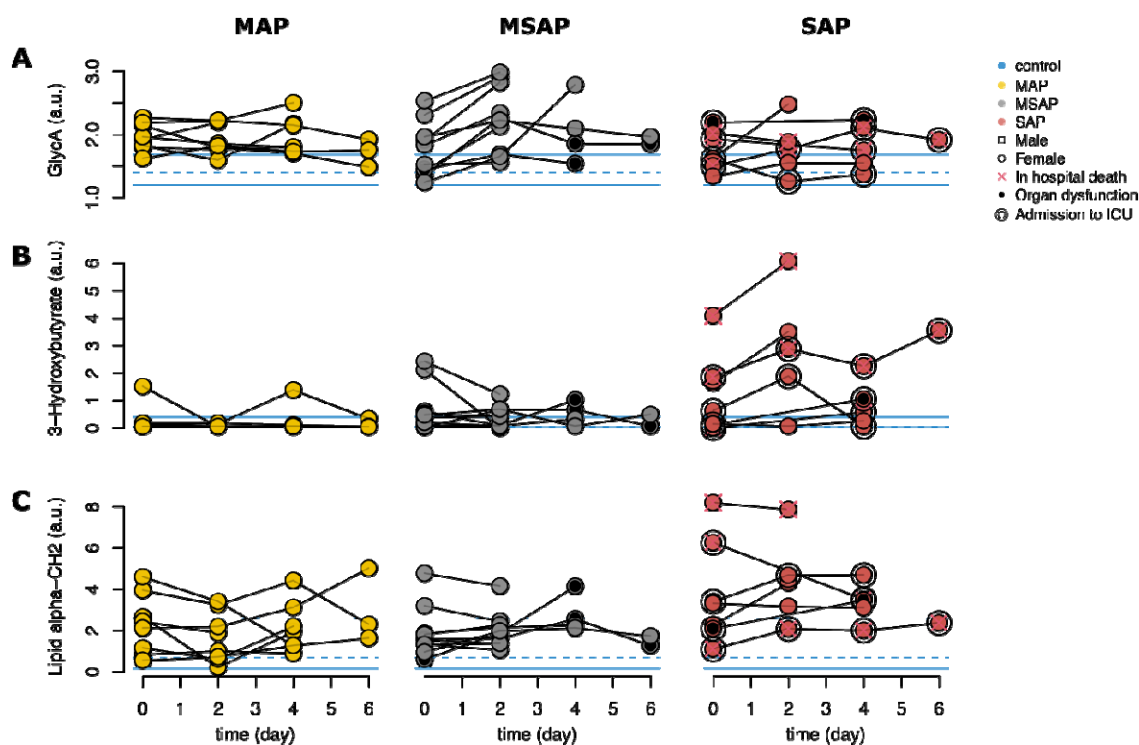 MAP MSAP SAP
A
GlycA (a.u.)
3.0
2.0
1.0
control
MAP
MSAP
SAP
Male
Female
In hospital death
Organ dysfunction
Admission to ICU
B
3-Hydroxybutyrate (a.u.)
6
5
4
3
2
1
0
C
Lipid alpha-CH2 (a.u.)
8
6
4
2
0
0 1 2 3 4 5 6 0 1 2 3 4 5 6 0 1 2 3 4 5 6
time (day) time (day) time (day)